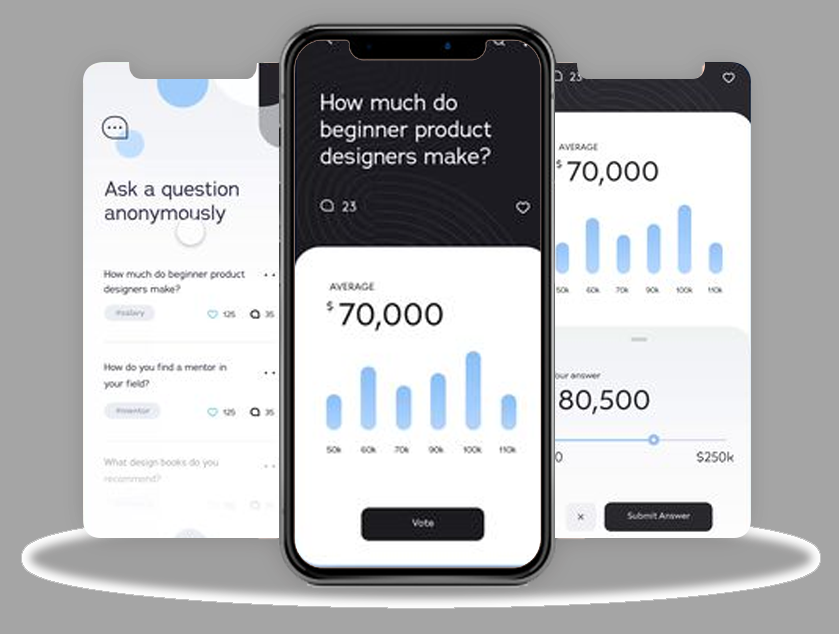 Ask a question
anonymously
How much do beginner product
designers make?
#salary
125
35
How do you find a mentor in
your field?
#mentor
125
35
What design books do you
recommend?
How much do
beginner product
designers make?
23
AVERAGE
$70,000
50k 60k 70k 90k 100k 110k
Vote
23
AVERAGE
$70,000
50k 60k 70k 90k 100k 110k
our answer
80,500
0
$250k
×
Submit Answer